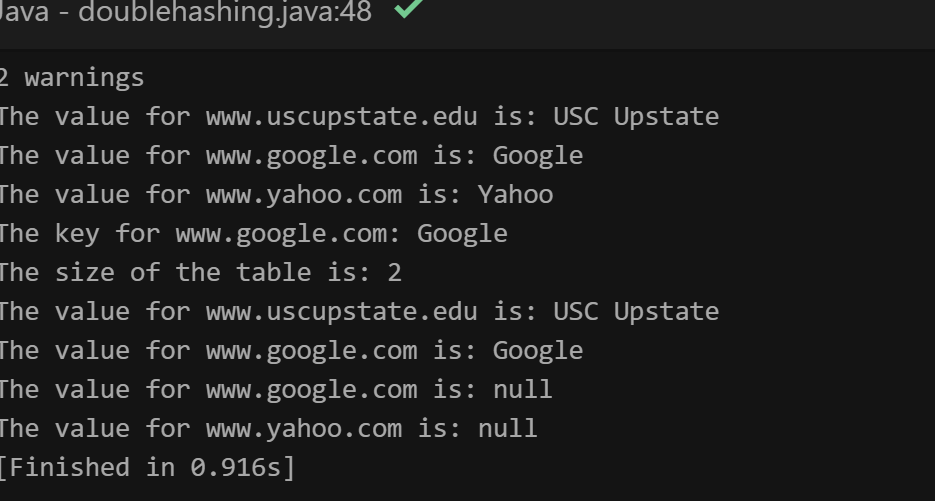 Java - doublehashing.java:48
2 warnings
The value for www.uscupstate.edu is: USC Upstate
The value for www.google.com is: Google
The value for www.yahoo.com is: Yahoo
The key for www.google.com: Google
The size of the table is: 2
The value for www.uscupstate.edu is: USC Upstate
The value for www.google.com is: Google
The value for www.google.com is: null
The value for www.yahoo.com is: null
[Finished in 0.916s]